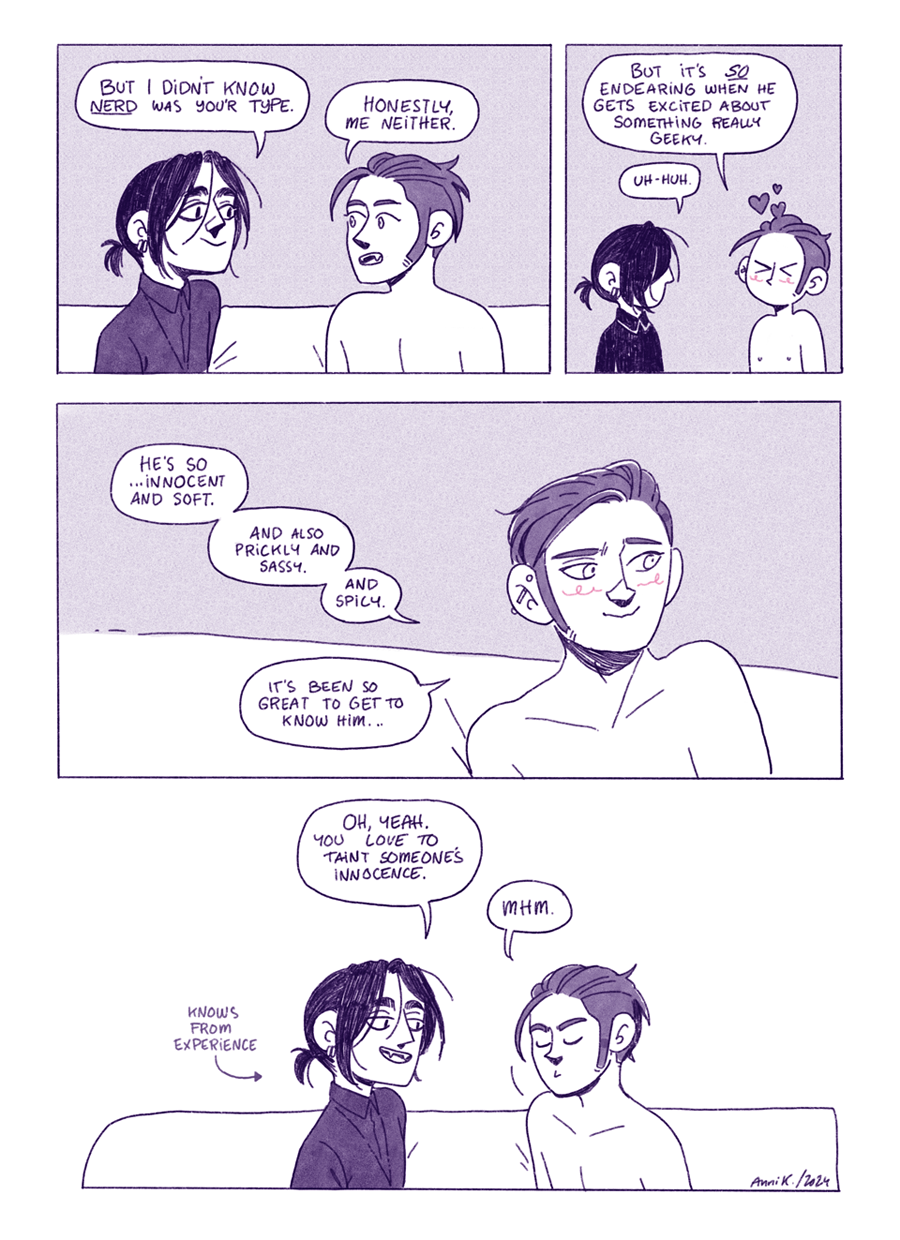 BUT I DIDN'T KNOW
NERD WAS YOU'R TYPE.
HONESTLY,
ME NEITHER.
BUT IT'S SO
ENDEARING WHEN HE
GETS EXCITED ABOUT
SOMETHING REALLY
GEEKY.
UH-HUH.
HE'S SO
...INNOCENT
AND SOFT.
AND ALSO
PRICKLY AND
SASSY.
AND
SPICY.
IT'S BEEN SO
GREAT TO GET TO
KNOW HIM...
OH, YEAH.
YOU LOVE TO
TAINT SOMEONE'S
INNOCENCE.
MHM.
KNOWS
FROM
EXPERIENCE
Anni K. /2024